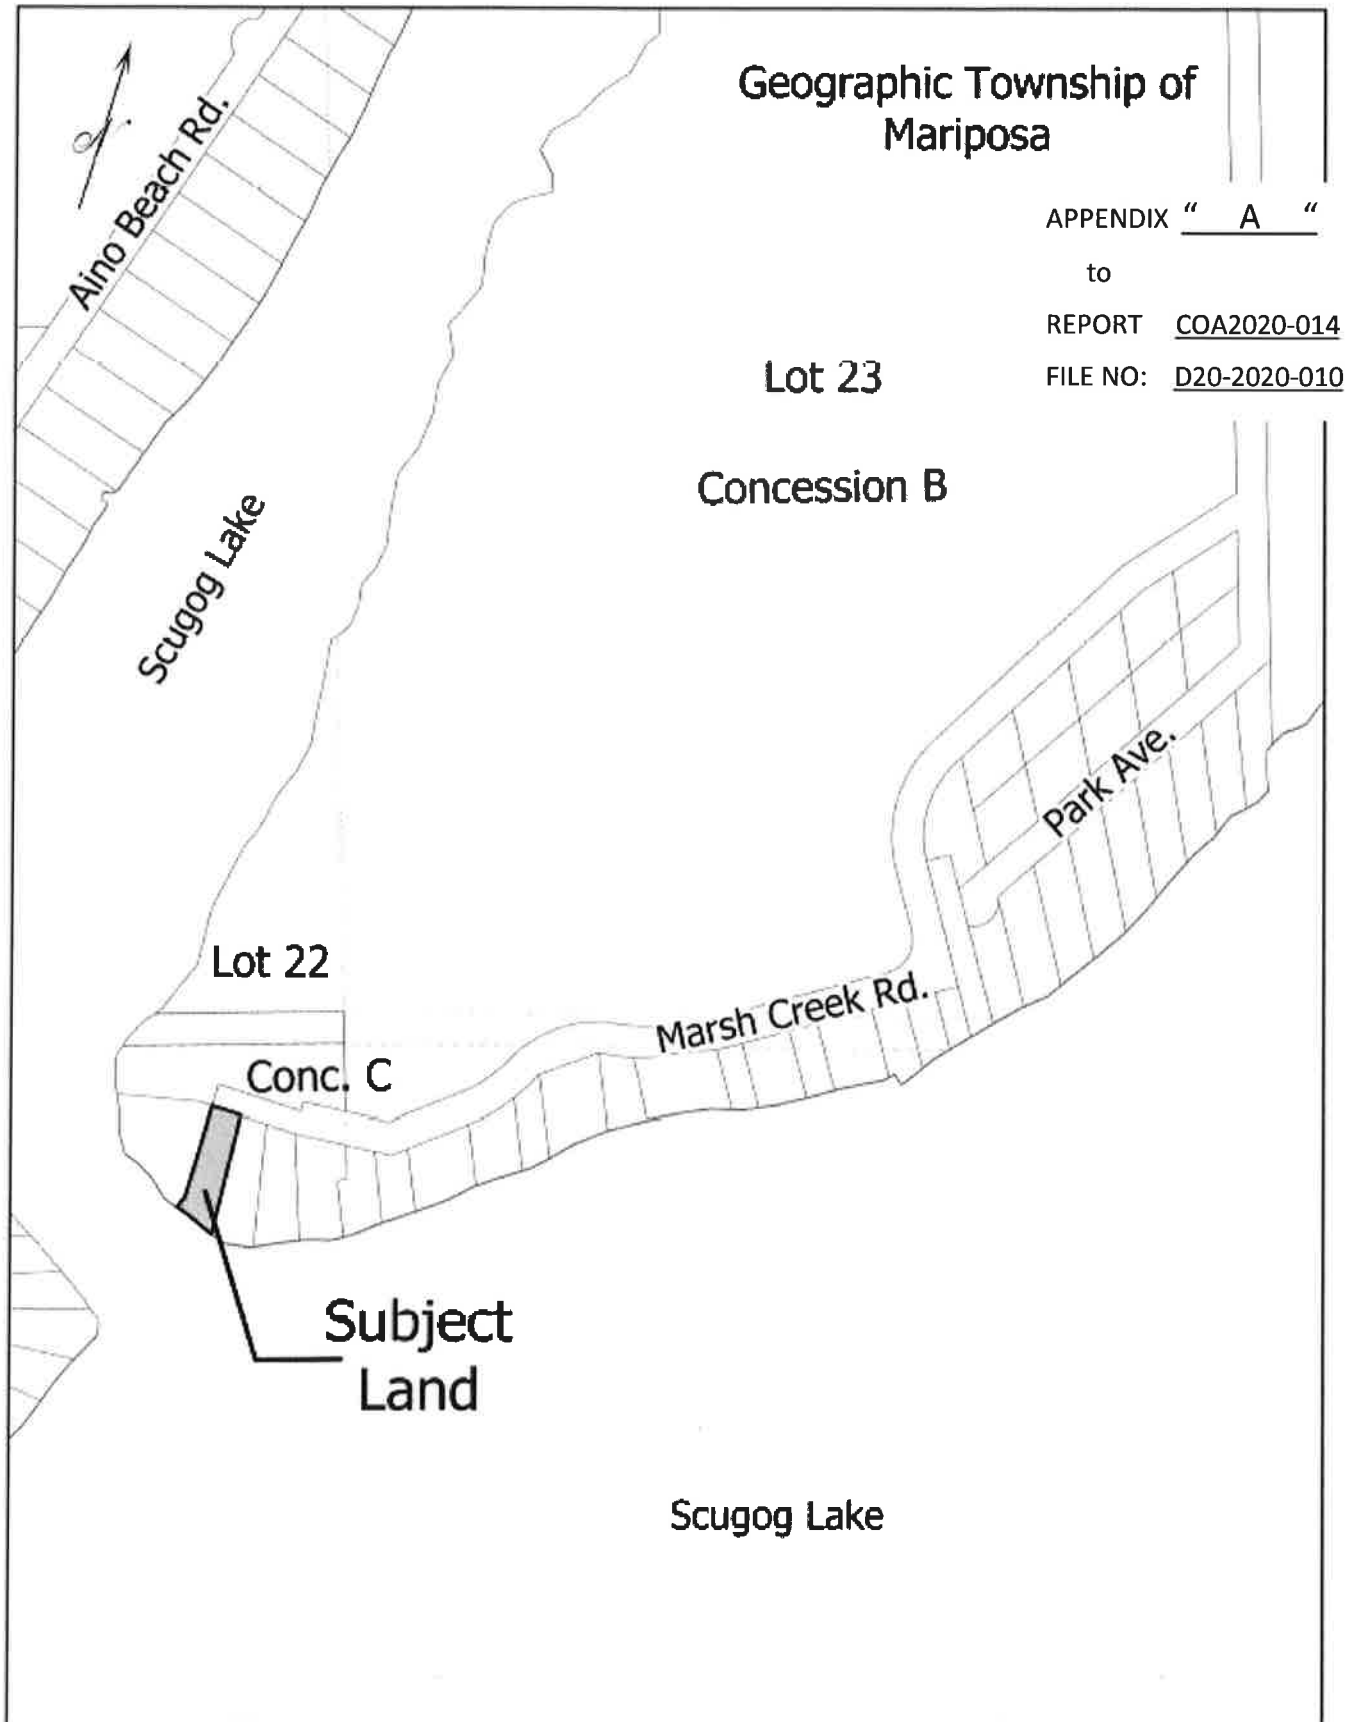 Geographic Township of
Mariposa
APPENDIX “ A “
to
REPORT COA2020-014
FILE NO: D20-2020-010
Aino Beach Rd.
Lot 23
Concession B
Scugog Lake
Park Ave.
Lot 22
Marsh Creek Rd.
Conc. C
Subject
Land
Scugog Lake